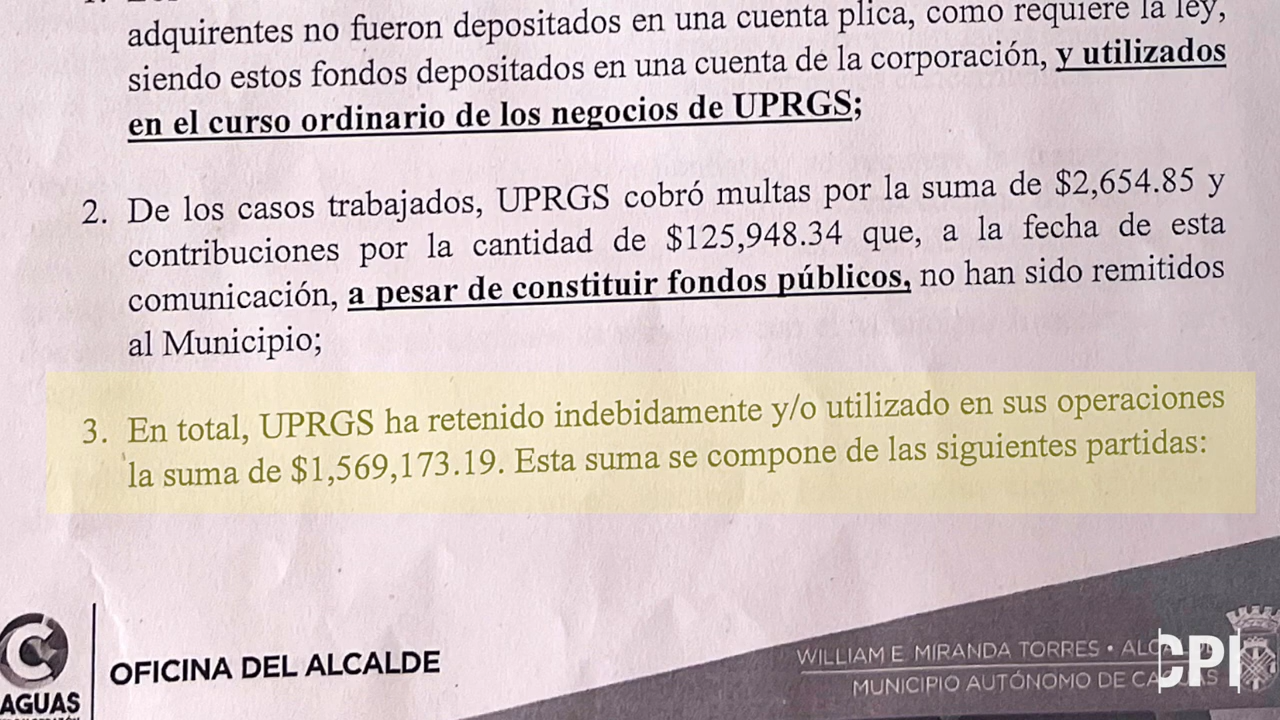 adquirentes no fueron depositados en una cuenta plica, como requiere la ley,
siendo estos fondos depositados en una cuenta de la corporación, y utilizados
en el curso ordinario de los negocios de UPRGS;
2. De los casos trabajados, UPRGS cobró multas por la suma de $2,654.85 y
contribuciones por la cantidad de $125,948.34 que, a la fecha de esta
comunicación, a pesar de constituir fondos públicos, no han sido remitidos
al Municipio;
3. En total, UPRGS ha retenido indebidamente y/o utilizado en sus operaciones
la suma de $1,569,173.19. Esta suma se compone de las siguientes partidas:
AGUAS
OFICINA DEL ALCALDE
WILLIAM E. MIRANDA TORRES •
MUNICIPIO AUTÓNOMO DE
CPI